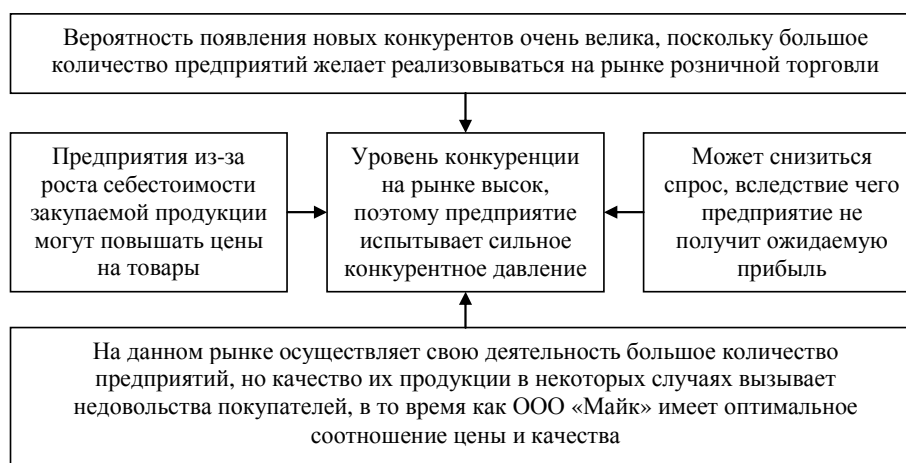 Вероятность появления новых конкурентов очень велика, поскольку большое
количество предприятий желает реализовываться на рынке розничной торговли
Предприятия из-за
роста себестоимости
закупаемой продукции
могут повышать цены
на товары
Уровень конкуренции
на рынке высок,
поэтому предприятие
испытывает сильное
конкурентное давление
Может снизиться
спрос, вследствие чего
предприятие не
получит ожидаемую
прибыль
На данном рынке осуществляет свою деятельность большое количество
предприятий, но качество их продукции в некоторых случаях вызывает
недовольства покупателей, в то время как ООО «Майк» имеет оптимальное
соотношение цены и качества